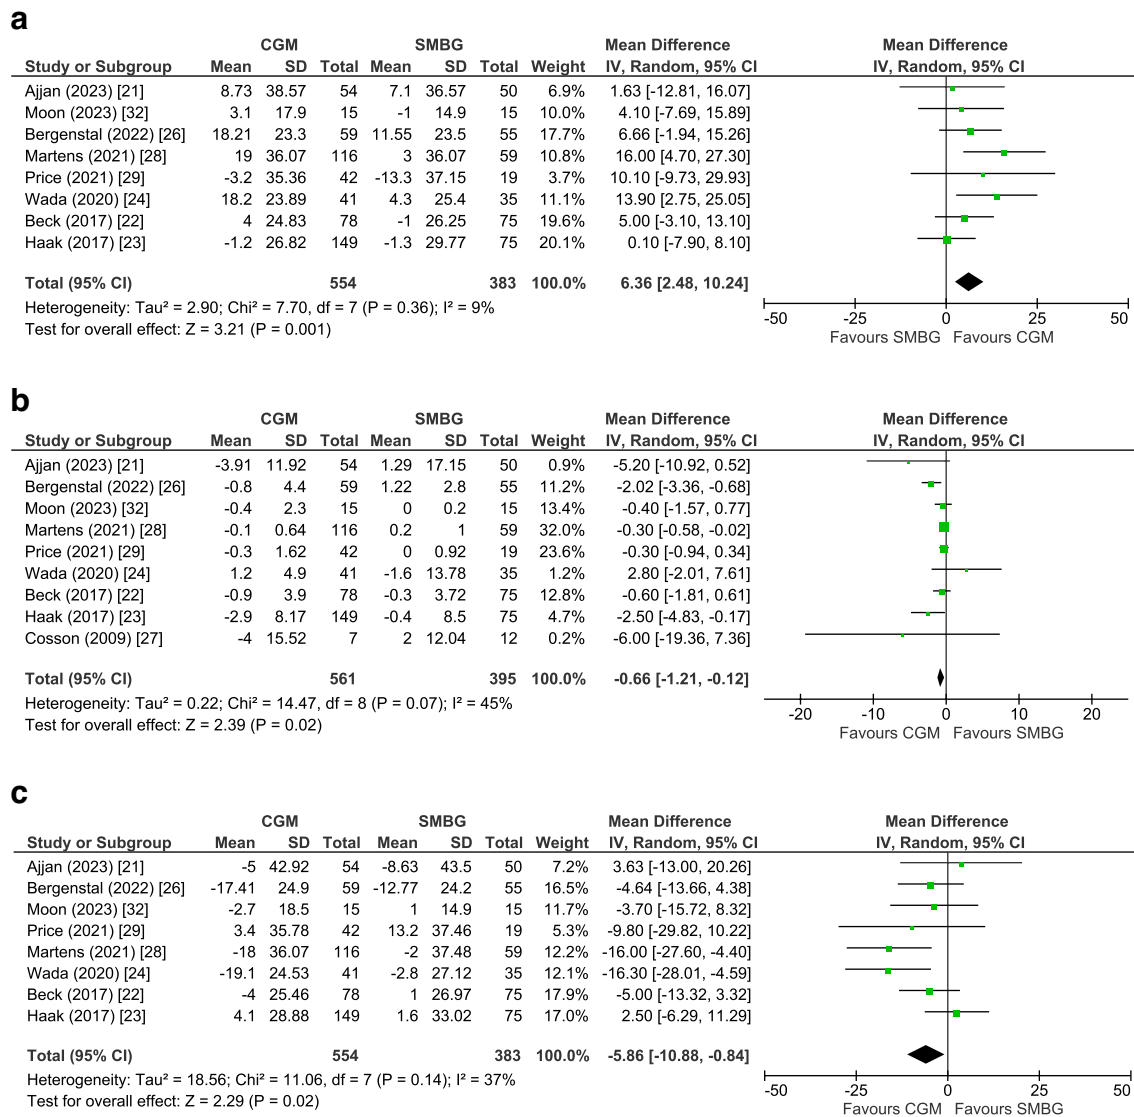 a
CGM SMBG Mean Difference Mean Difference
Study or Subgroup Mean SD Total Mean SD Total Weight IV, Random, 95% CI IV, Random, 95% CI
Ajjan (2023) [21] 8.73 38.57 54 7.1 36.57 50 6.9% 1.63 [-12.81, 16.07]
Moon (2023) [32] 3.1 17.9 15 -1 14.9 15 10.0% 4.10 [-7.69, 15.89]
Bergenstal (2022) [26] 18.21 23.3 59 11.55 23.5 55 17.7% 6.66 [-1.94, 15.26]
Martens (2021) [28] 19 36.07 116 3 36.07 59 10.8% 16.00 [4.70, 27.30]
Price (2021) [29] -3.2 35.36 42 -13.3 37.15 19 3.7% 10.10 [-9.73, 29.93]
Wada (2020) [24] 18.2 23.89 41 4.3 25.4 35 11.1% 13.90 [2.75, 25.05]
Beck (2017) [22] 4 24.83 78 -1 26.25 75 19.6% 5.00 [-3.10, 13.10]
Haak (2017) [23] -1.2 26.82 149 -1.3 29.77 75 20.1% 0.10 [-7.90, 8.10]
Total (95% CI) 554 383 100.0% 6.36 [2.48, 10.24]
Heterogeneity: Tau² = 2.90; Chi² = 7.70, df = 7 (P = 0.36); I² = 9%
Test for overall effect: Z = 3.21 (P = 0.001)
-50 -25 0 25 50
Favours SMBG Favours CGM
b
CGM SMBG Mean Difference Mean Difference
Study or Subgroup Mean SD Total Mean SD Total Weight IV, Random, 95% CI IV, Random, 95% CI
Ajjan (2023) [21] -3.91 11.92 54 1.29 17.15 50 0.9% -5.20 [-10.92, 0.52]
Bergenstal (2022) [26] -0.8 4.4 59 1.22 2.8 55 11.2% -2.02 [-3.36, -0.68]
Moon (2023) [32] -0.4 2.3 15 0 0.2 15 13.4% -0.40 [-1.57, 0.77]
Martens (2021) [28] -0.1 0.64 116 0.2 1 59 32.0% -0.30 [-0.58, -0.02]
Price (2021) [29] -0.3 1.62 42 0 0.92 19 23.6% -0.30 [-0.94, 0.34]
Wada (2020) [24] 1.2 4.9 41 -1.6 13.78 35 1.2% 2.80 [-2.01, 7.61]
Beck (2017) [22] -0.9 3.9 78 -0.3 3.72 75 12.8% -0.60 [-1.81, 0.61]
Haak (2017) [23] -2.9 8.17 149 -0.4 8.5 75 4.7% -2.50 [-4.83, -0.17]
Cosson (2009) [27] -4 15.52 7 2 12.04 12 0.2% -6.00 [-19.36, 7.36]
Total (95% CI) 561 395 100.0% -0.66 [-1.21, -0.12]
Heterogeneity: Tau² = 0.22; Chi² = 14.47, df = 8 (P = 0.07); I² = 45%
Test for overall effect: Z = 2.39 (P = 0.02)
-20 -10 0 10 20
Favours CGM Favours SMBG
c
CGM SMBG Mean Difference Mean Difference
Study or Subgroup Mean SD Total Mean SD Total Weight IV, Random, 95% CI IV, Random, 95% CI
Ajjan (2023) [21] -5 42.92 54 -8.63 43.5 50 7.2% 3.63 [-13.00, 20.26]
Bergenstal (2022) [26] -17.41 24.9 59 -12.77 24.2 55 16.5% -4.64 [-13.66, 4.38]
Moon (2023) [32] -2.7 18.5 15 1 14.9 15 11.7% -3.70 [-15.72, 8.32]
Price (2021) [29] 3.4 35.78 42 13.2 37.46 19 5.3% -9.80 [-29.82, 10.22]
Martens (2021) [28] -18 36.07 116 -2 37.48 59 12.2% -16.00 [-27.60, -4.40]
Wada (2020) [24] -19.1 24.53 41 -2.8 27.12 35 12.1% -16.30 [-28.01, -4.59]
Beck (2017) [22] -4 25.46 78 1 26.97 75 17.9% -5.00 [-13.32, 3.32]
Haak (2017) [23] 4.1 28.88 149 1.6 33.02 75 17.0% 2.50 [-6.29, 11.29]
Total (95% CI) 554 383 100.0% -5.86 [-10.88, -0.84]
Heterogeneity: Tau² = 18.56; Chi² = 11.06, df = 7 (P = 0.14); I² = 37%
Test for overall effect: Z = 2.29 (P = 0.02)
-50 -25 0 25 50
Favours CGM Favours SMBG